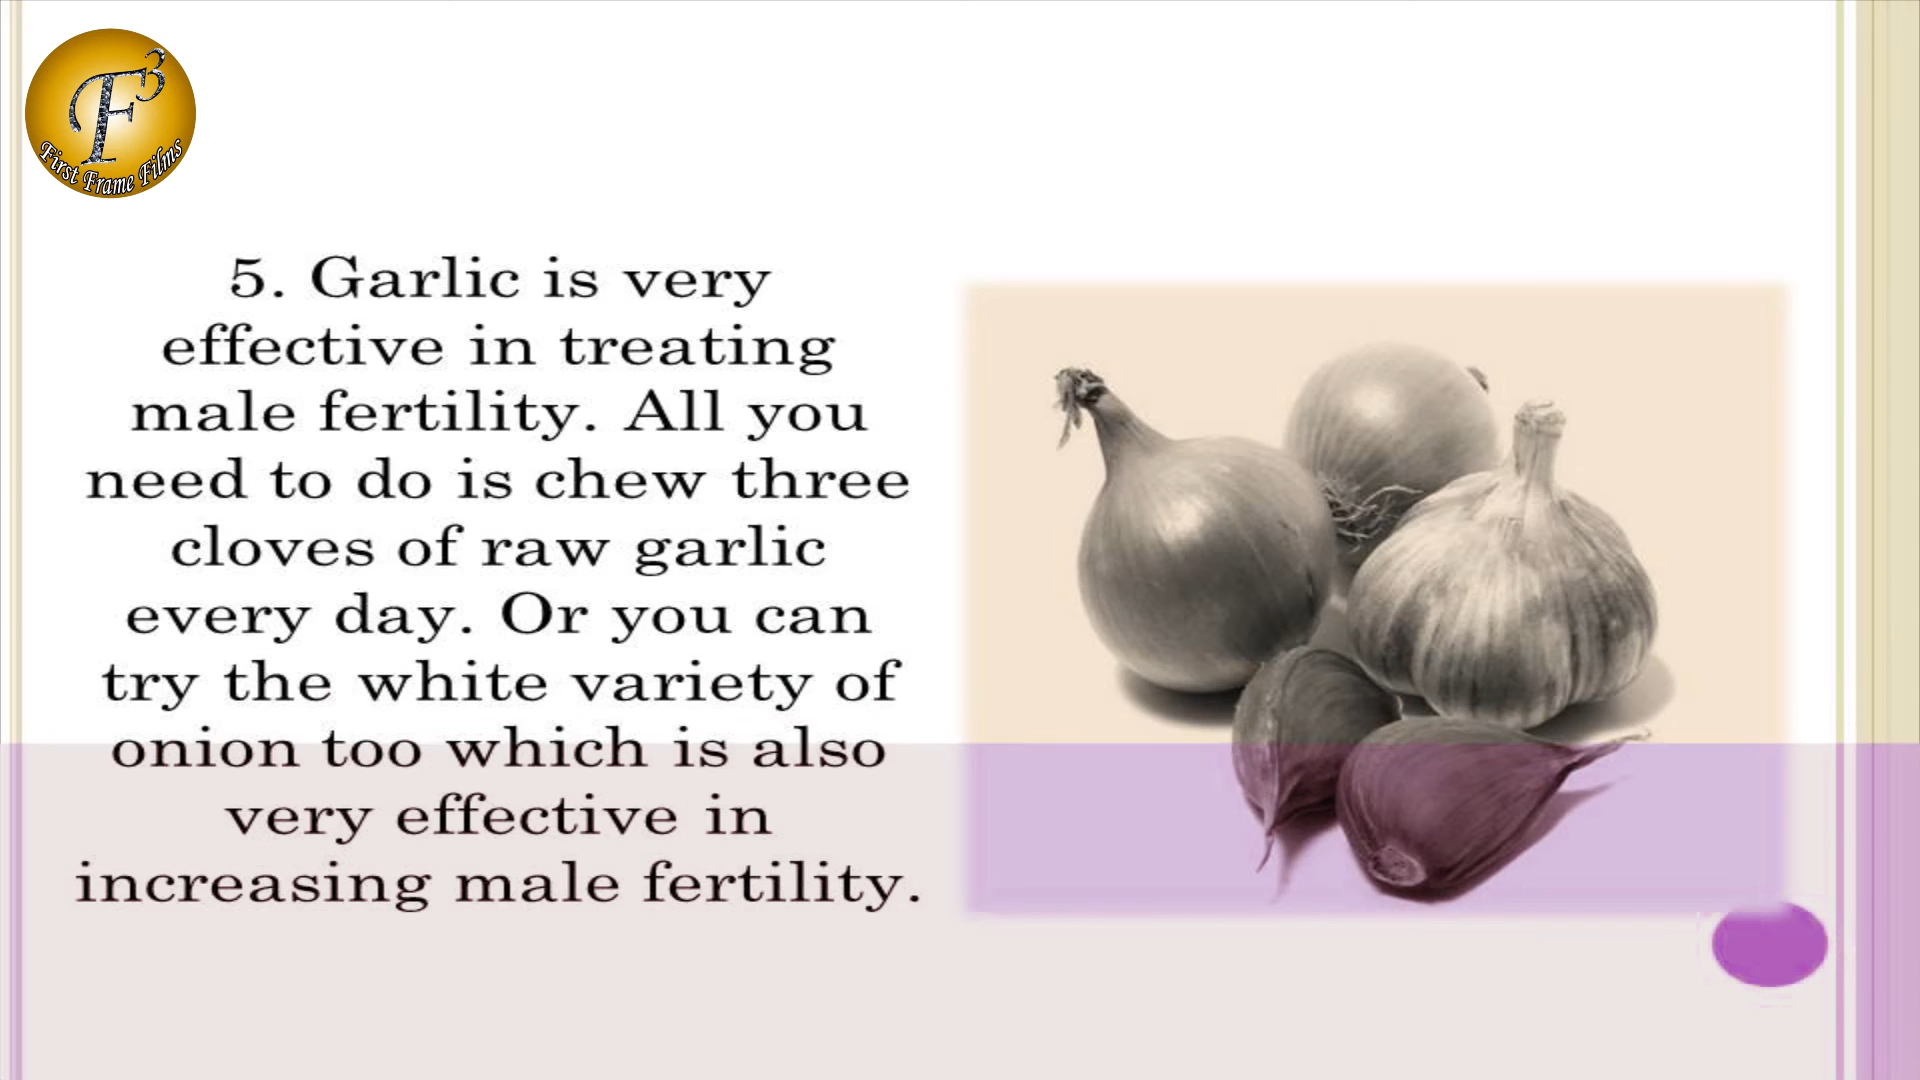 F3
First Frame Films
5. Garlic is very
effective in treating
male fertility. All you
need to do is chew three
cloves of raw garlic
every day. Or you can
try the white variety of
onion too which is also
very effective in
increasing male fertility.